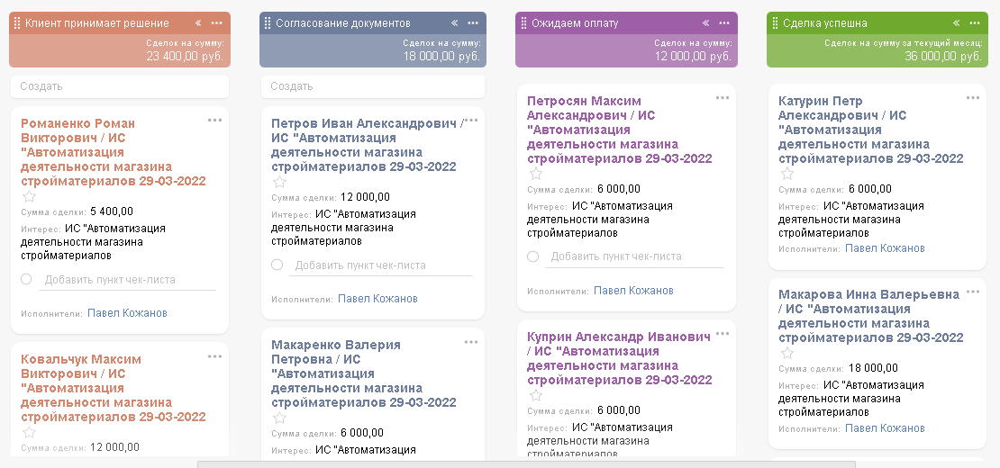 Клиент принимает решение
Сделок на сумму:
23 400,00 руб.
Создать
Романенко Роман
Викторович / ИС
"Автоматизация
деятельности магазина
стройматериалов 29-03-2022
Сумма сделки: 5 400,00
Интерес: ИС "Автоматизация
деятельности магазина
стройматериалов
Добавить пункт чек-листа
Исполнители: Павел Кожанов
Ковальчук Максим
Викторович / ИС
"Автоматизация
деятельности магазина
стройматериалов 29-03-2022
Сумма сделки: 12 000,00
Согласование документов
Сделок на сумму:
18 000,00 руб.
Создать
Петров Иван Александрович /
ИС "Автоматизация
деятельности магазина
стройматериалов 29-03-2022
Сумма сделки: 12 000,00
Интерес: ИС "Автоматизация
деятельности магазина
стройматериалов
Добавить пункт чек-листа
Исполнители: Павел Кожанов
Макаренко Валерия
Петровна / ИС
"Автоматизация
деятельности магазина
стройматериалов 29-03-2022
Сумма сделки: 6 000,00
Интерес: ИС "Автоматизация
Ожидаем оплату
Сделок на сумму:
12 000,00 руб.
Петросян Максим
Александрович / ИС
"Автоматизация
деятельности магазина
стройматериалов 29-03-2022
Сумма сделки: 6 000,00
Интерес: ИС "Автоматизация
деятельности магазина
стройматериалов
Добавить пункт чек-листа
Исполнители: Павел Кожанов
Куприн Александр Иванович
/ ИС "Автоматизация
деятельности магазина
стройматериалов 29-03-2022
Сумма сделки: 6 000,00
Интерес: ИС "Автоматизация
деятельности магазина
стройматериалов
Сделка успешна
Сделок на сумму за текущий месяц:
36 000,00 руб.
Катурин Петр
Александрович / ИС
"Автоматизация
деятельности магазина
стройматериалов 29-03-2022
Сумма сделки: 6 000,00
Интерес: ИС "Автоматизация
деятельности магазина
стройматериалов
Исполнители: Павел Кожанов
Макарова Инна Валерьевна
/ ИС "Автоматизация
деятельности магазина
стройматериалов 29-03-2022
Сумма сделки: 18 000,00
Интерес: ИС "Автоматизация
деятельности магазина
стройматериалов
Исполнители: Павел Кожанов